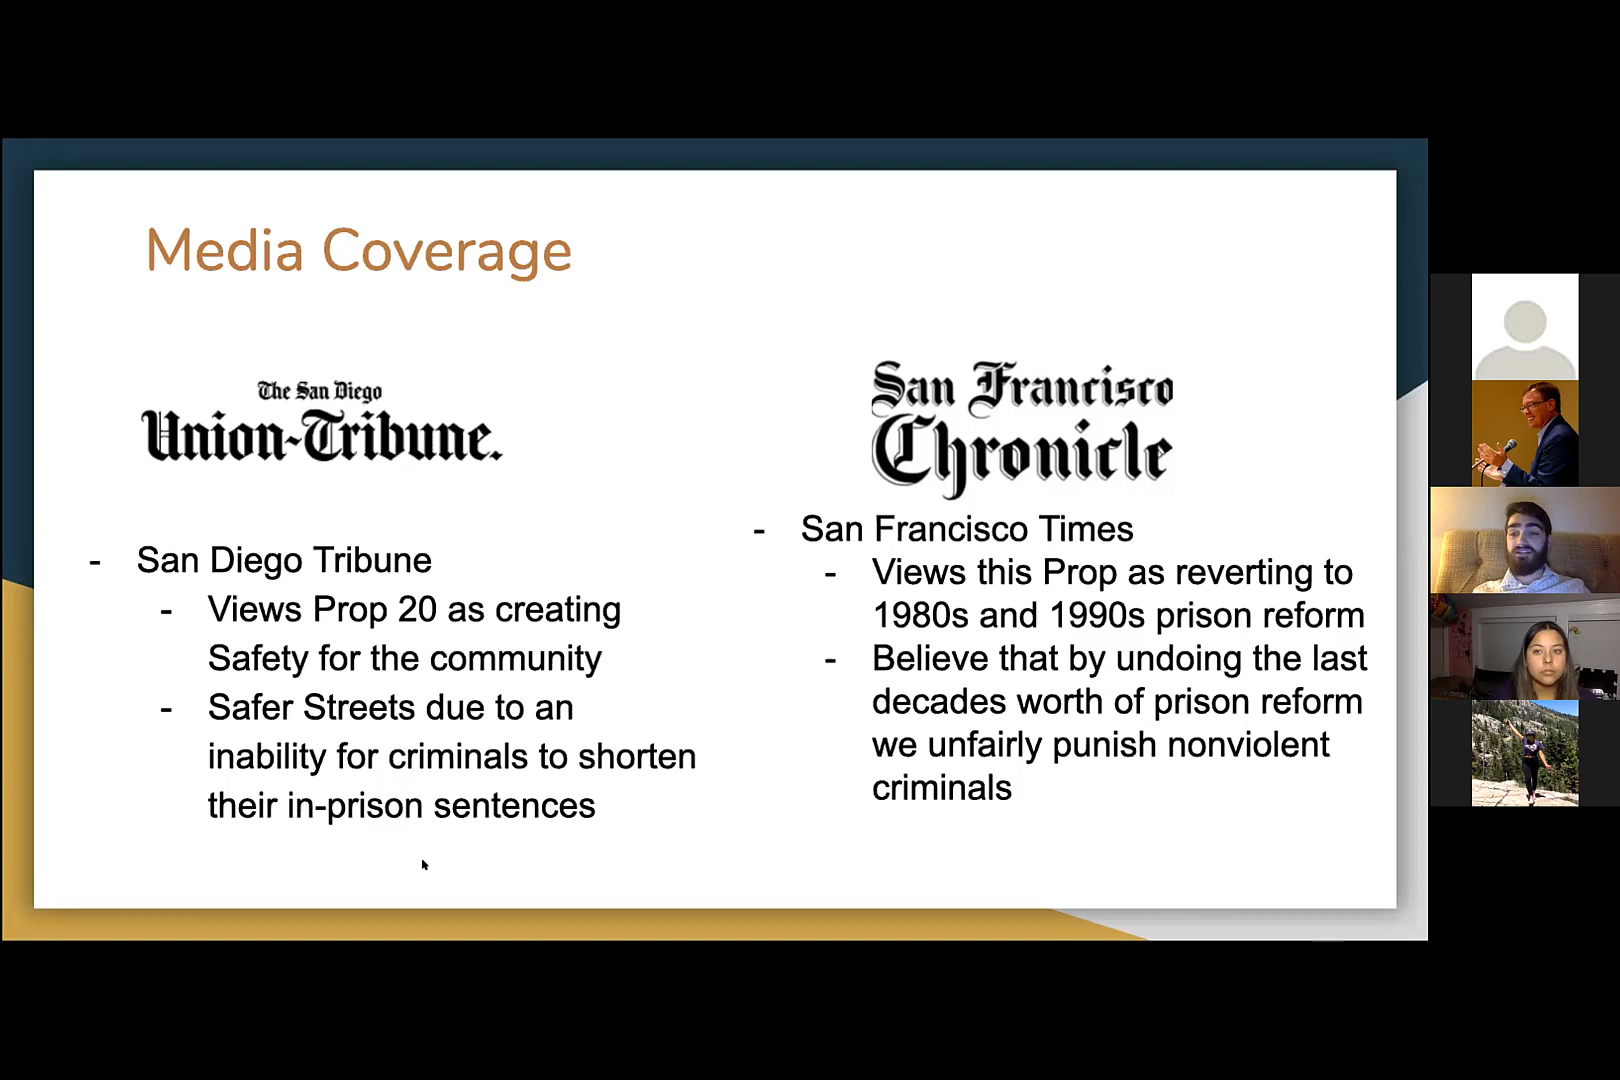 Media Coverage
The San Diego
Union-Tribune.
- San Diego Tribune
- Views Prop 20 as creating
Safety for the community
- Safer Streets due to an
inability for criminals to shorten
their in-prison sentences
San Francisco
Chronicle
- San Francisco Times
- Views this Prop as reverting to
1980s and 1990s prison reform
- Believe that by undoing the last
decades worth of prison reform
we unfairly punish nonviolent
criminals